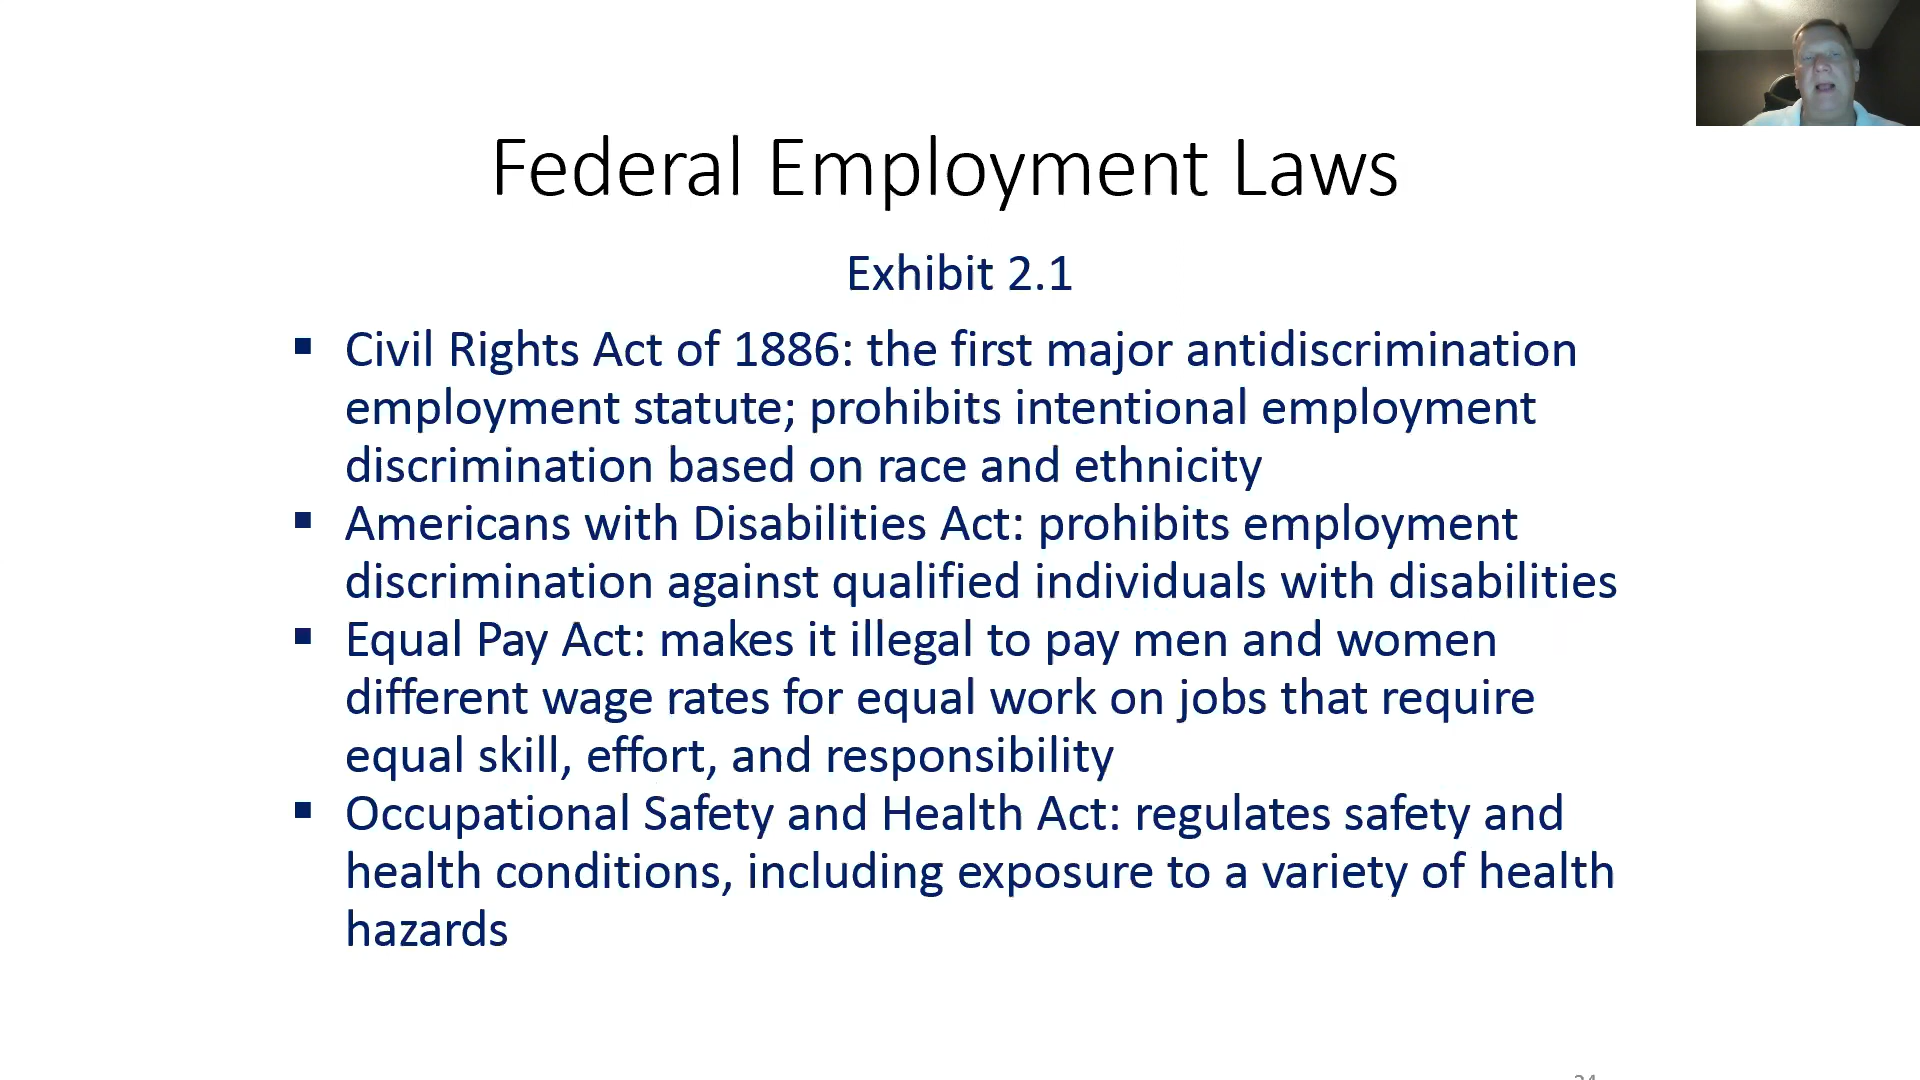 Federal Employment Laws
Exhibit 2.1
▪ Civil Rights Act of 1886: the first major antidiscrimination
employment statute; prohibits intentional employment
discrimination based on race and ethnicity
▪ Americans with Disabilities Act: prohibits employment
discrimination against qualified individuals with disabilities
▪ Equal Pay Act: makes it illegal to pay men and women
different wage rates for equal work on jobs that require
equal skill, effort, and responsibility
▪ Occupational Safety and Health Act: regulates safety and
health conditions, including exposure to a variety of health
hazards